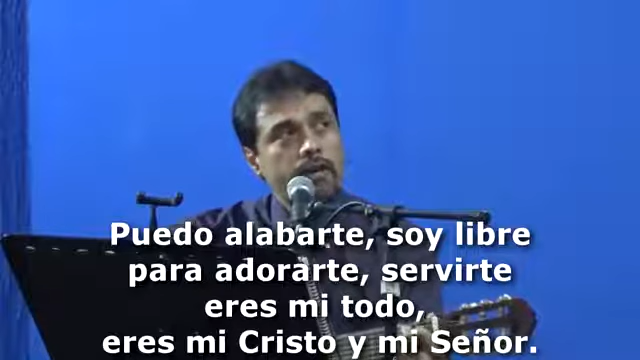 Puedo alabarte, soy libre
para adorarte, servirte
eres mi todo,
eres mi Cristo y mi Señor.